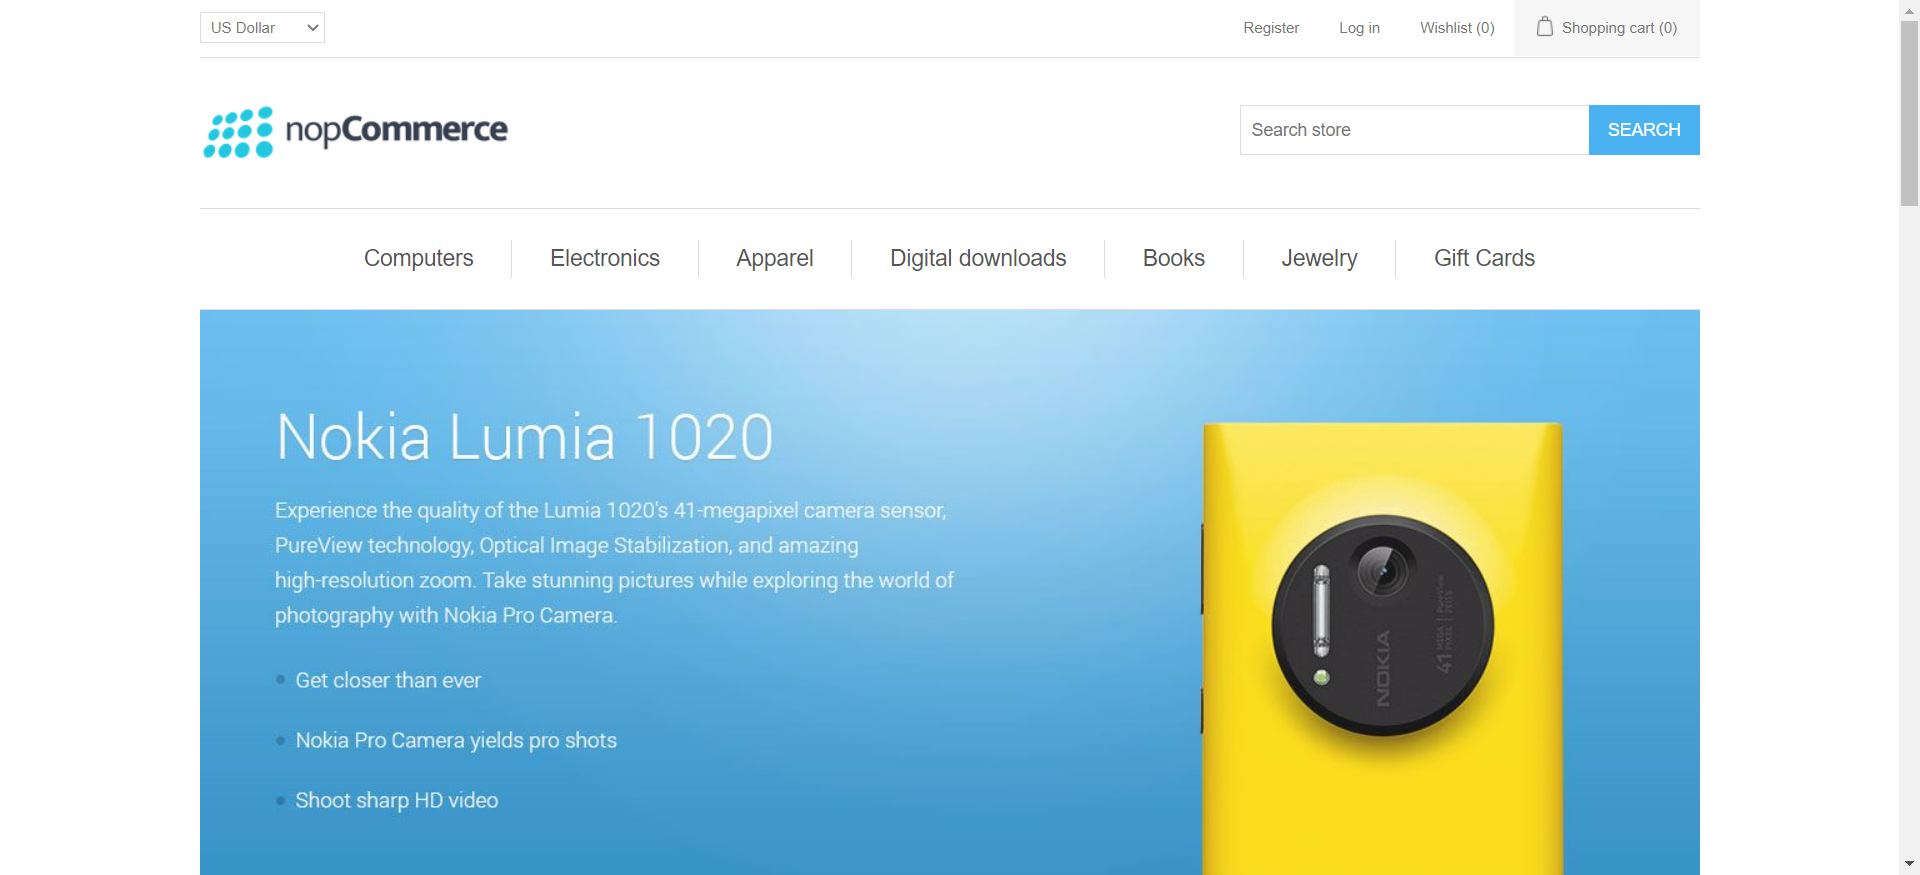 US Dollar
Register
Log in
Wishlist (0)
Shopping cart (0)
nopCommerce
Search store
SEARCH
Computers
Electronics
Apparel
Digital downloads
Books
Jewelry
Gift Cards
Nokia Lumia 1020
Experience the quality of the Lumia 1020's 41-megapixel camera sensor,
PureView technology, Optical Image Stabilization, and amazing
high-resolution zoom. Take stunning pictures while exploring the world of
photography with Nokia Pro Camera.
Get closer than ever
Nokia Pro Camera yields pro shots
Shoot sharp HD video
NOKIA
41 MEGA PIXEL
PureView
ZEISS